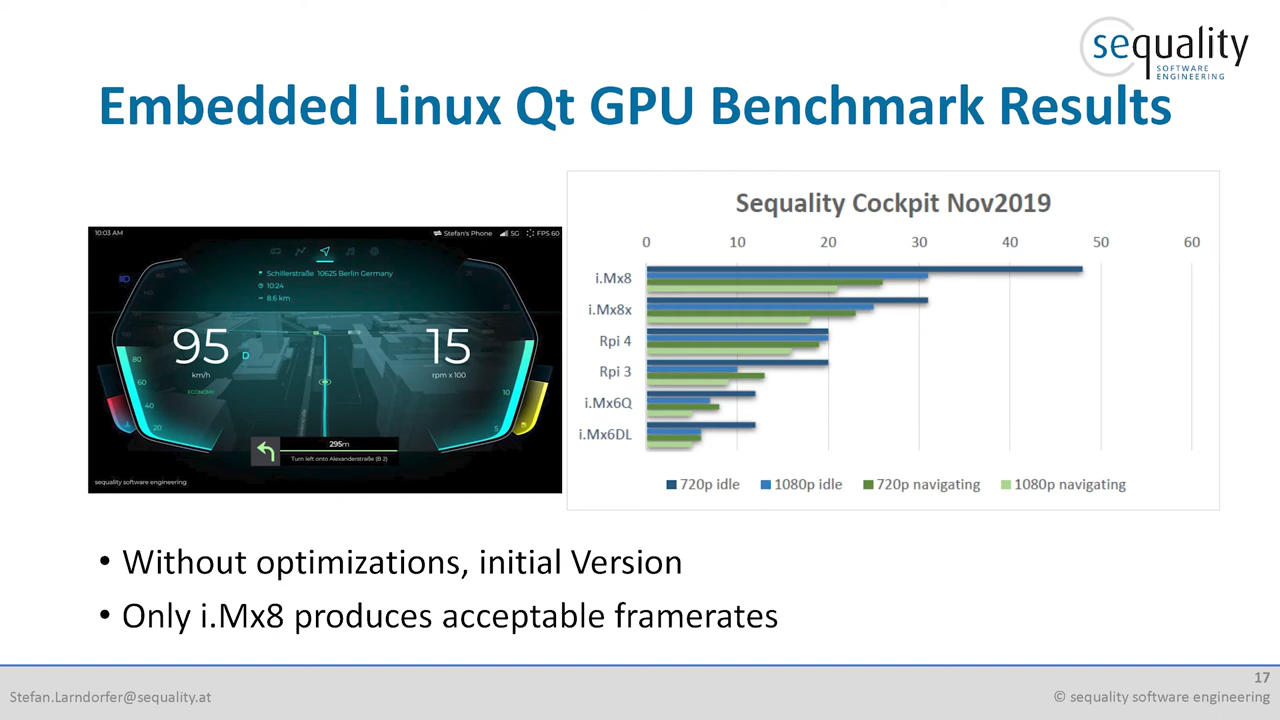 sequality
SOFTWARE
ENGINEERING
Embedded Linux Qt GPU Benchmark Results
10:03 AM
Stefan's Phone 5G FPS 60
Schillerstraße 10625 Berlin Germany
10:24
8.6 km
95 D
km/h
ECONOMY
15
rpm x 100
80
60
40
20
10
5
295m
Turn left onto Alexanderstraße (B 2)
sequality software engineering
Sequality Cockpit Nov2019
0 10 20 30 40 50 60
i.Mx8
i.Mx8x
Rpi 4
Rpi 3
i.Mx6Q
i.Mx6DL
720p idle 1080p idle 720p navigating 1080p navigating
• Without optimizations, initial Version
• Only i.Mx8 produces acceptable framerates
17
Stefan.Larndorfer@sequality.at
© sequality software engineering